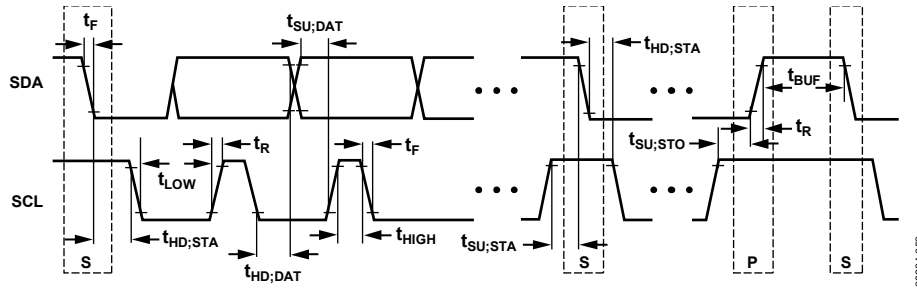 tF
tSU;DAT
tHD;STA
SDA
tBUF
tR
tF
tR
tSU;STO
tLOW
SCL
tHD;STA
tHIGH
tSU;STA
tHD;DAT
S
S
P
S